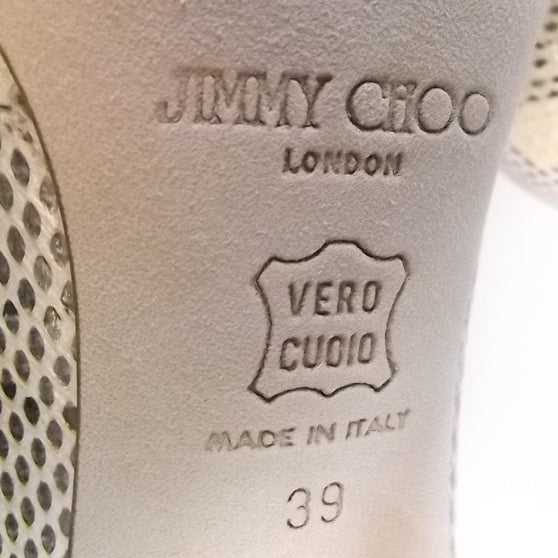 JIMMY CHOO
LONDON
VERO
CUOIO
MADE IN ITALY
39